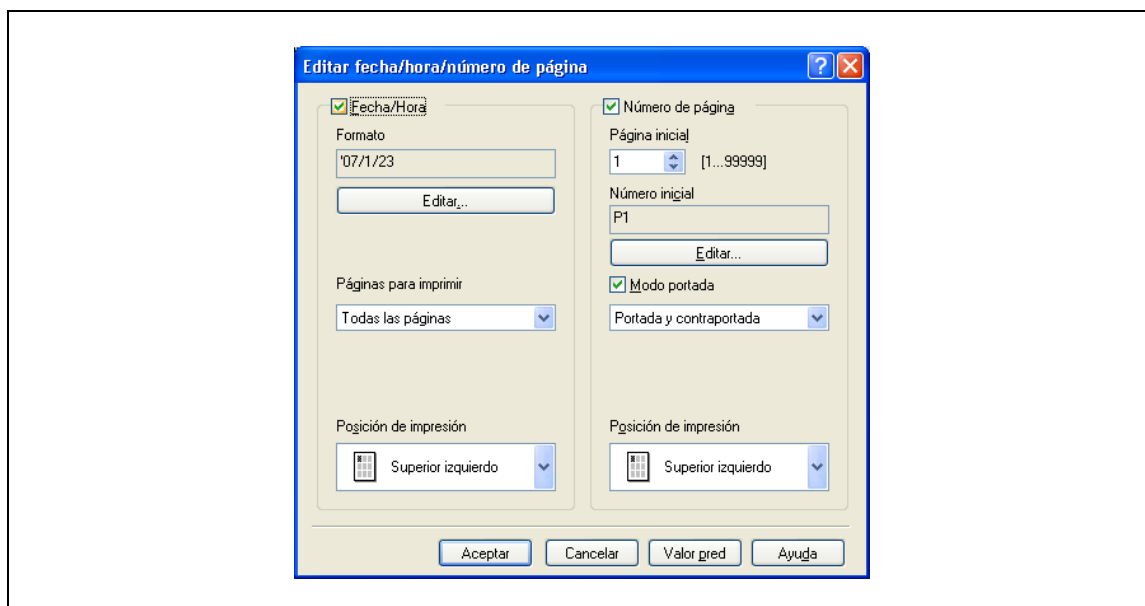 Editar fecha/hora/número de página
Fecha/Hora
Formato
'07/1/23
Editar...
Páginas para imprimir
Todas las páginas
Posición de impresión
Superior izquierdo
Número de página
Página inicial
1 [1...99999]
Número inicial
P1
Editar...
Modo portada
Portada y contraportada
Posición de impresión
Superior izquierdo
Aceptar Cancelar Valor pred Ayuda